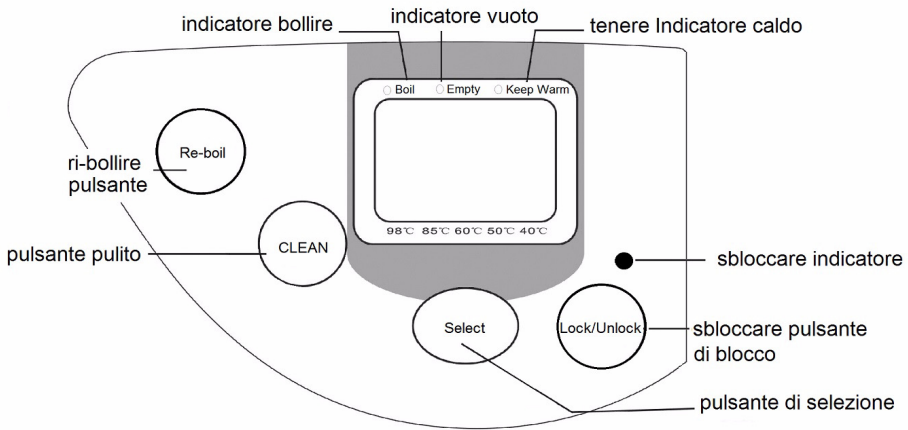 indicatore bollire
indicatore vuoto
tenere Indicatore caldo
Boil
Empty
Keep Warm
Re-boil
ri-bollire
pulsante
98℃ 85℃ 60℃ 50℃ 40℃
CLEAN
pulsante pulito
sbloccare indicatore
Select
Lock/Unlock
sbloccare pulsante
di blocco
pulsante di selezione